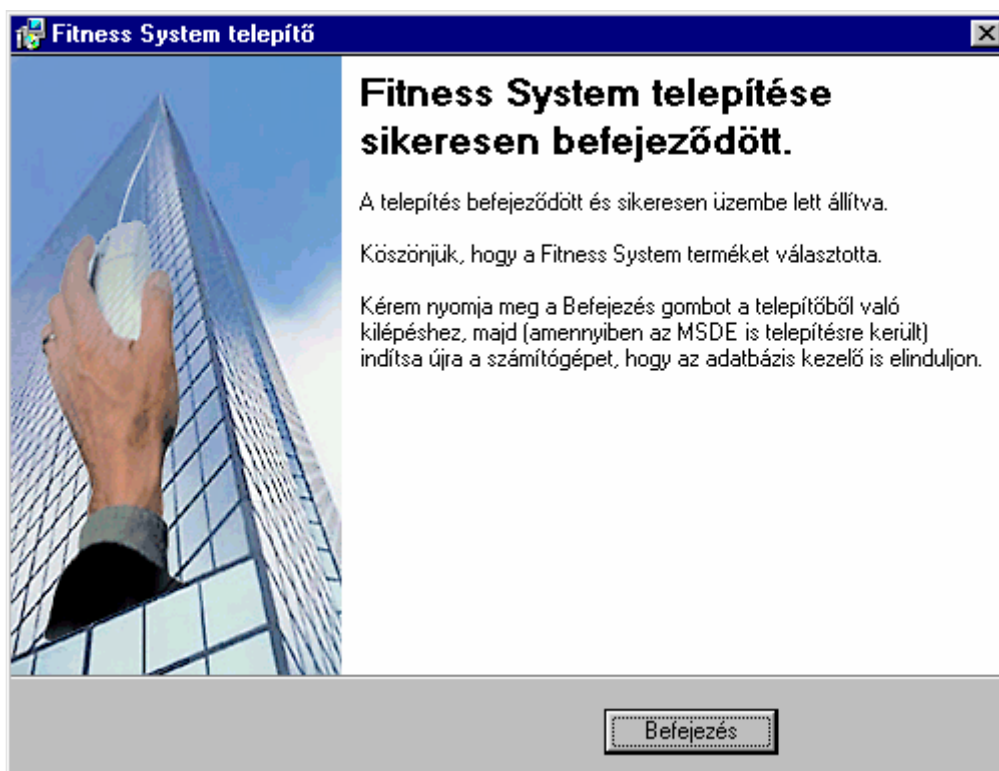 Fitness System telepítő
Fitness System telepítése
sikeresen befejeződött.
A telepítés befejeződött és sikeresen üzembe lett állítva.
Köszönjük, hogy a Fitness System terméket választotta.
Kérem nyomja meg a Befejezés gombot a telepítőből való
kilépéshez, majd (amennyiben az MSDE is telepítésre került)
indítsa újra a számítógépet, hogy az adatbázis kezelő is elinduljon.
Befejezés